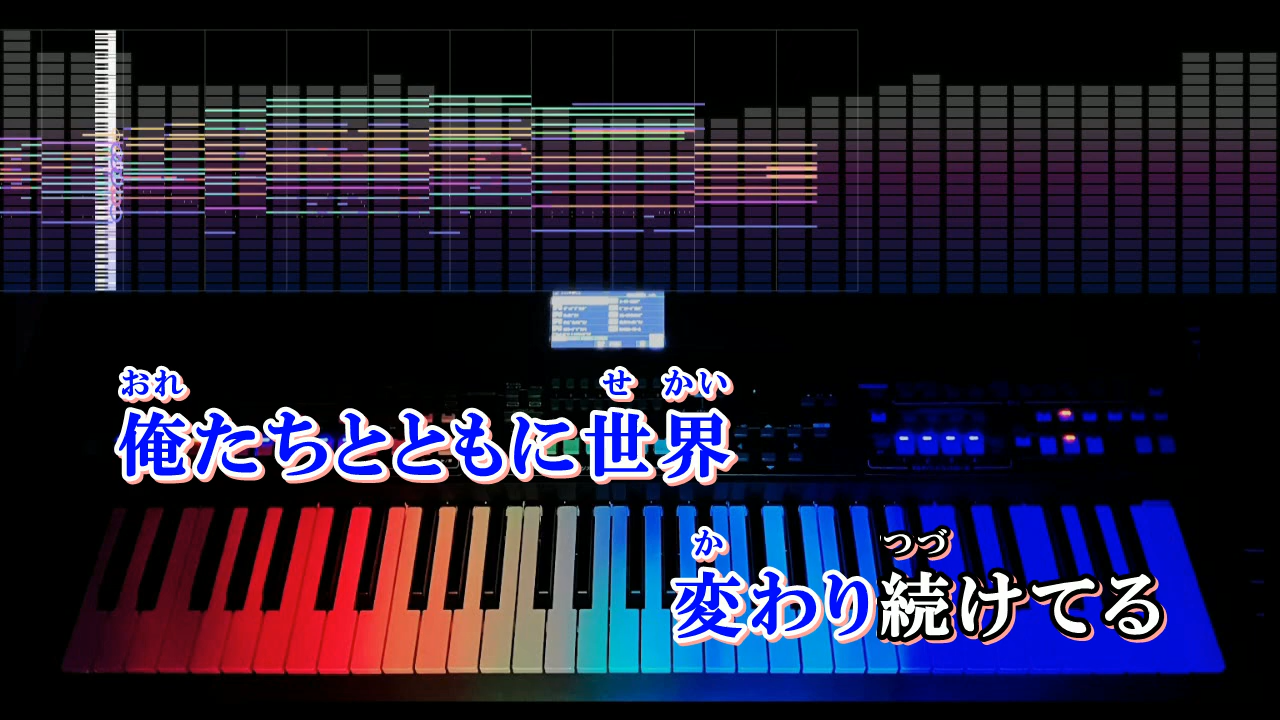 おれ せ かい
俺たちとともに世界
か つづ
変わり続けてる